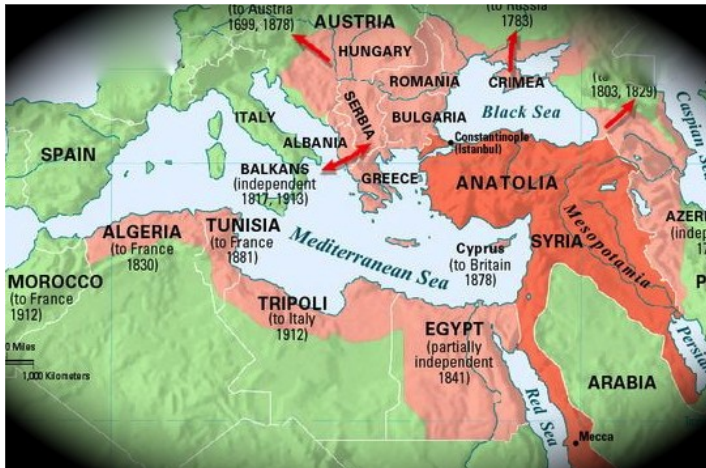 (to Austria
1699, 1878)
AUSTRIA
(to Russia
1783)
HUNGARY
ROMANIA
CRIMEA
(to
1803, 1829)
Black Sea
Caspian
ITALY
SERBIA
BULGARIA
SPAIN
ALBANIA
Constantinople
(Istanbul)
BALKANS
(independent
1817, 1913)
GREECE
ANATOLIA
ALGERIA
(to France
1830)
TUNISIA
(to France
1881)
Mediterranean Sea
Cyprus
(to Britain
1878)
SYRIA
Mesopotamia
AZER
(indep
MOROCCO
(to France
1912)
TRIPOLI
(to Italy
1912)
EGYPT
(partially
independent
1841)
ARABIA
Persian
Red Sea
Mecca
0 Miles
1,000 Kilometers